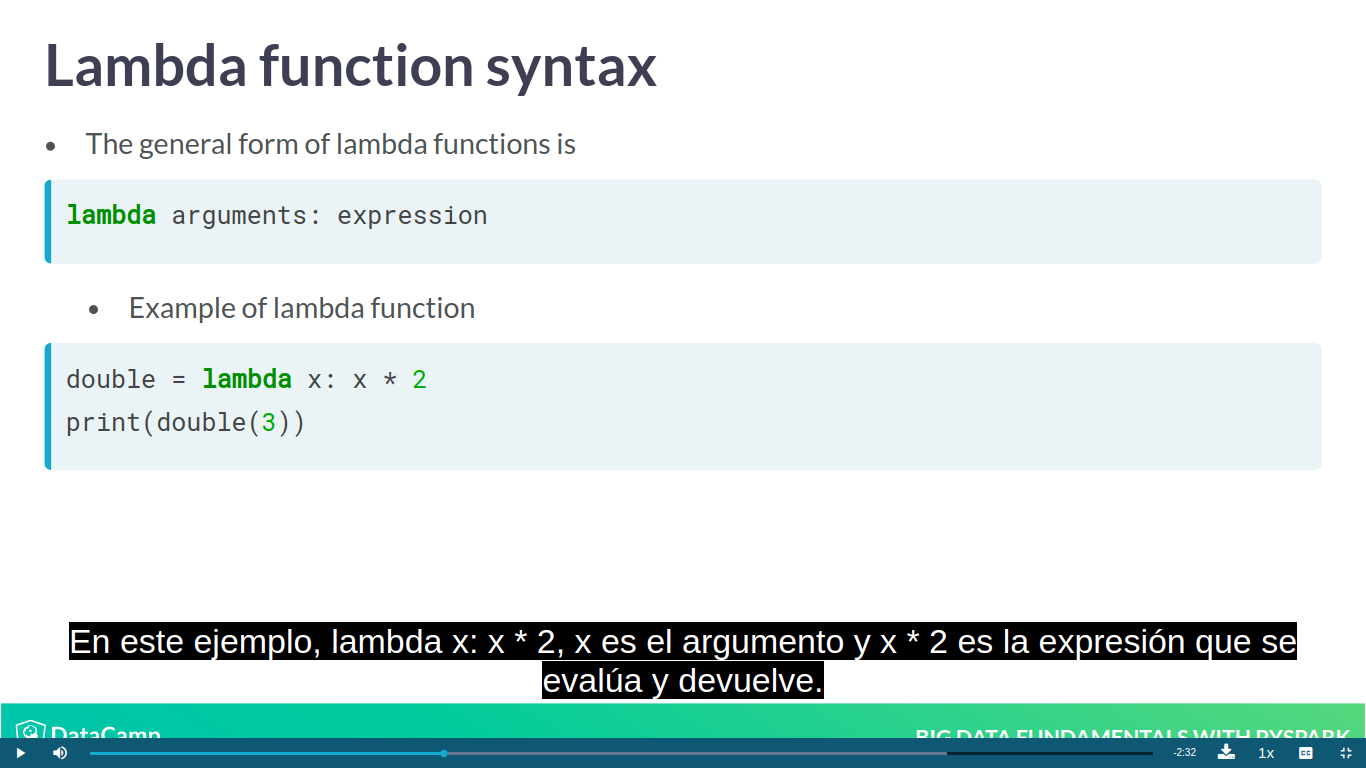 Lambda function syntax
• The general form of lambda functions is
lambda arguments: expression
• Example of lambda function
double = lambda x: x * 2
print(double(3))
En este ejemplo, lambda x: x * 2, x es el argumento y x * 2 es la expresión que se
evalúa y devuelve.
DataCamp
BIG DATA FUNDAMENTALS WITH PYSPARK
-2:32
1x
CC